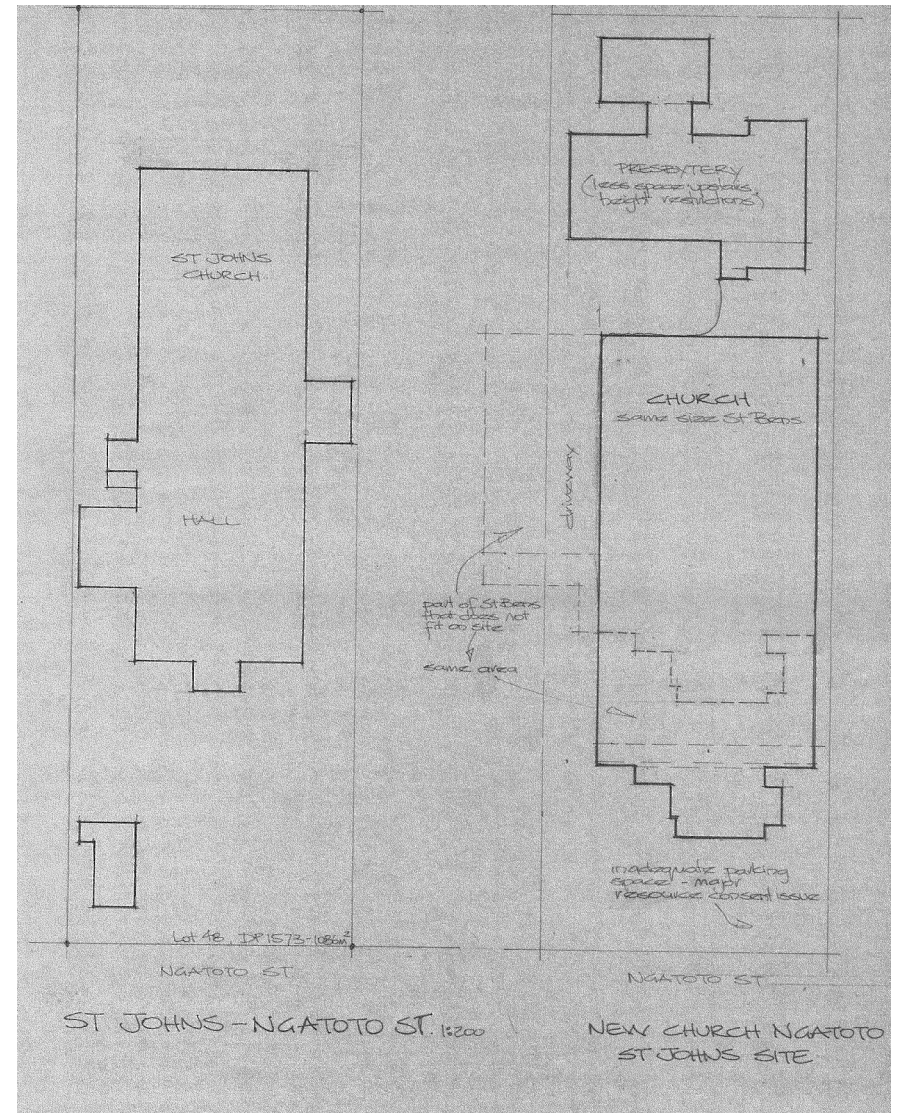 ST JOHNS
CHURCH
HALL
Lot 48, DP1573-1086m²
NGATOTO ST
ST JOHNS - NGATOTO ST. 1:200
PRESBYTERY
(less space upstairs,
height restrictions)
CHURCH
same size St Bens
driveway
part of St Bens
that does not
fit on site
same area
inadequate parking
space - major
resource consent issue
NGATOTO ST.
NEW CHURCH NGATOTO
ST JOHNS SITE